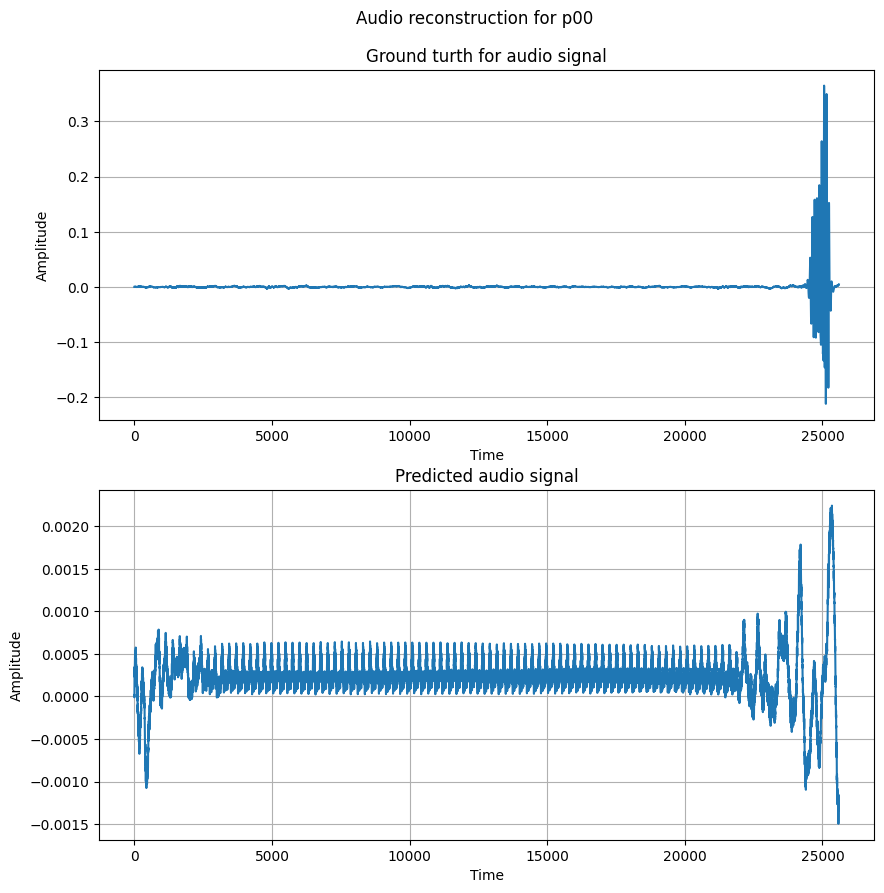 Audio reconstruction for p00
Ground turth for audio signal
0.3
0.2
0.1
0.0
−0.1
−0.2
Amplitude
0 5000 10000 15000 20000 25000
Time
Predicted audio signal
0.0020
0.0015
0.0010
0.0005
0.0000
−0.0005
−0.0010
−0.0015
Amplitude
0 5000 10000 15000 20000 25000
Time